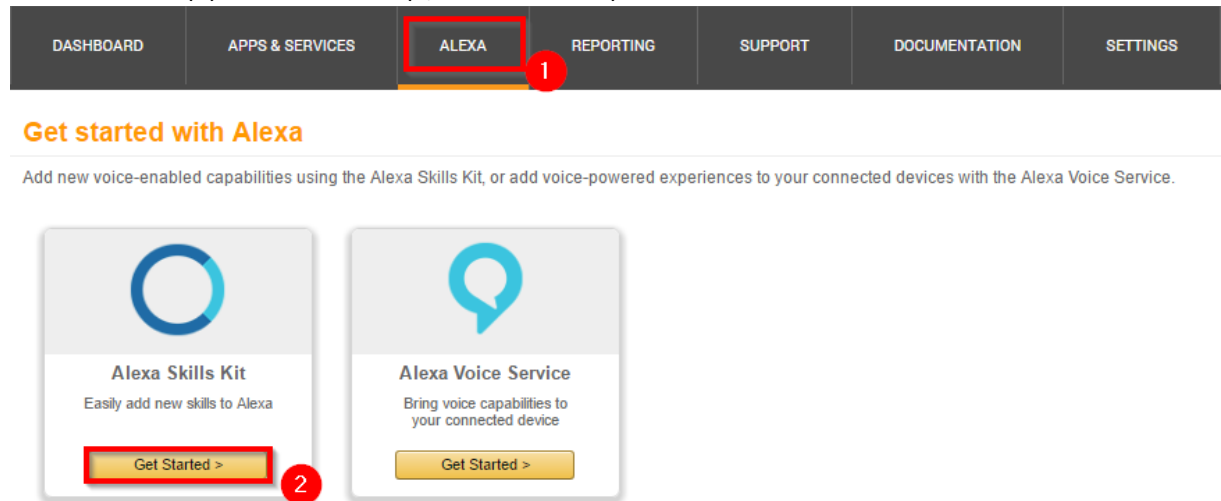 DASHBOARD APPS & SERVICES ALEXA REPORTING SUPPORT DOCUMENTATION SETTINGS
1
Get started with Alexa
Add new voice-enabled capabilities using the Alexa Skills Kit, or add voice-powered experiences to your connected devices with the Alexa Voice Service.
Alexa Skills Kit
Easily add new skills to Alexa
Get Started >
2
Alexa Voice Service
Bring voice capabilities to
your connected device
Get Started >